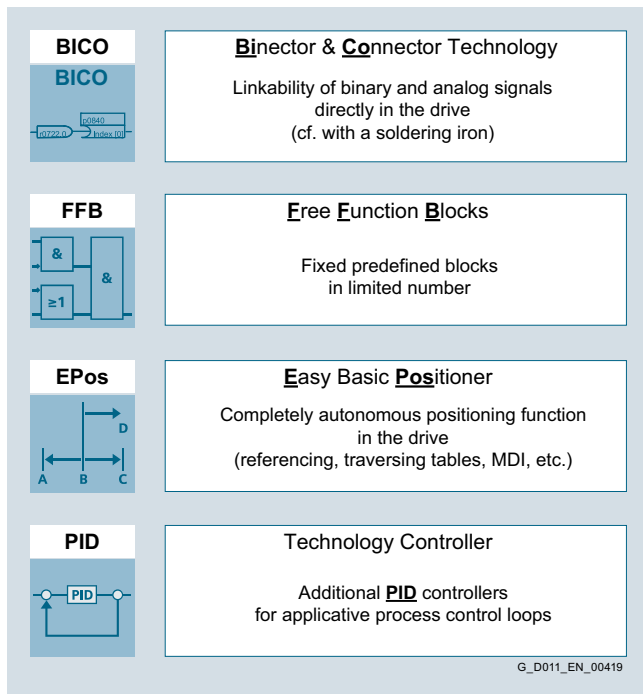 BICO
Binector & Connector Technology
BICO
Linkability of binary and analog signals
directly in the drive
(cf. with a soldering iron)
p0840
r0722.0
Index [0]
FFB
Free Function Blocks
&
&
≥1
Fixed predefined blocks
in limited number
EPos
Easy Basic Positioner
D
A B C
Completely autonomous positioning function
in the drive
(referencing, traversing tables, MDI, etc.)
PID
Technology Controller
PID
Additional PID controllers
for applicative process control loops
G_D011_EN_00419